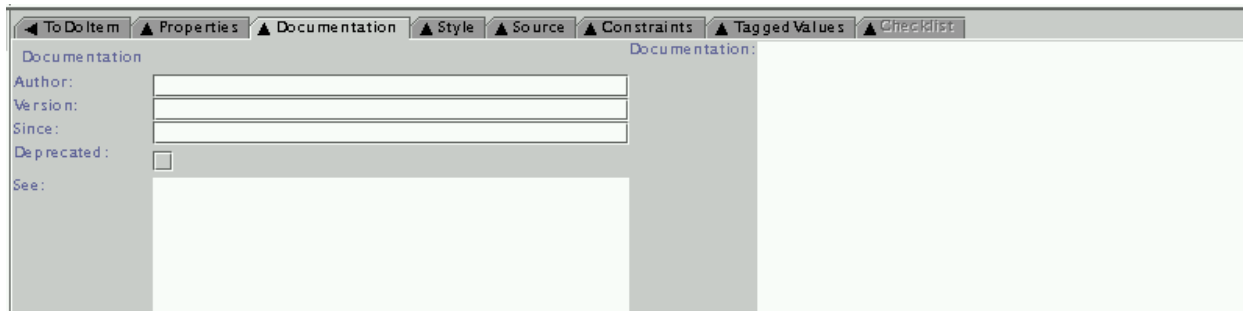 ToDoItem Properties Documentation Style Source Constraints Tagged Values Checklist
Documentation
Documentation:
Author:
Version:
Since:
Deprecated:
See: